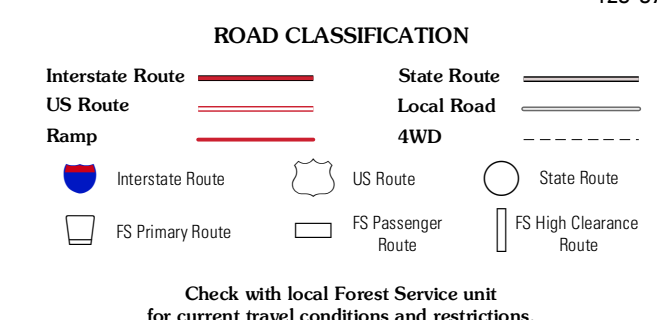 ROAD CLASSIFICATION
Interstate Route
State Route
US Route
Local Road
Ramp
4WD
Interstate Route
US Route
State Route
FS Primary Route
FS Passenger
Route
FS High Clearance
Route
Check with local Forest Service unit
for current travel conditions and restrictions.